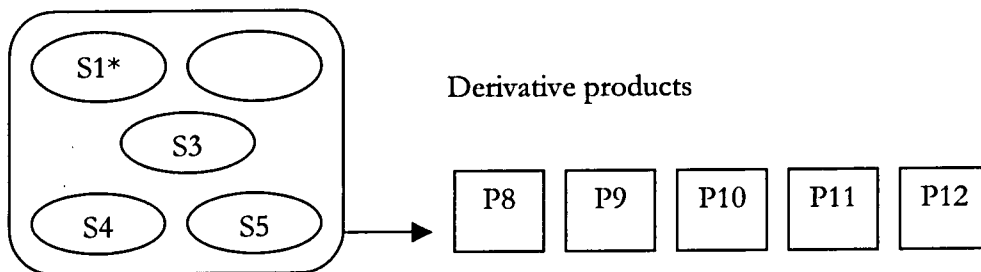 S1*
Derivative products
S3
P8 P9 P10 P11 P12
S4 S5